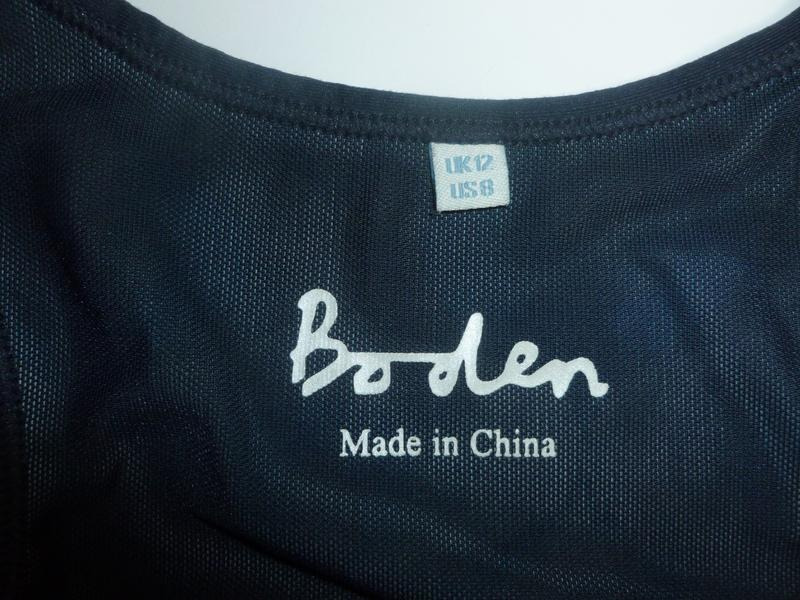 UK12
US8
Boden
Made in China